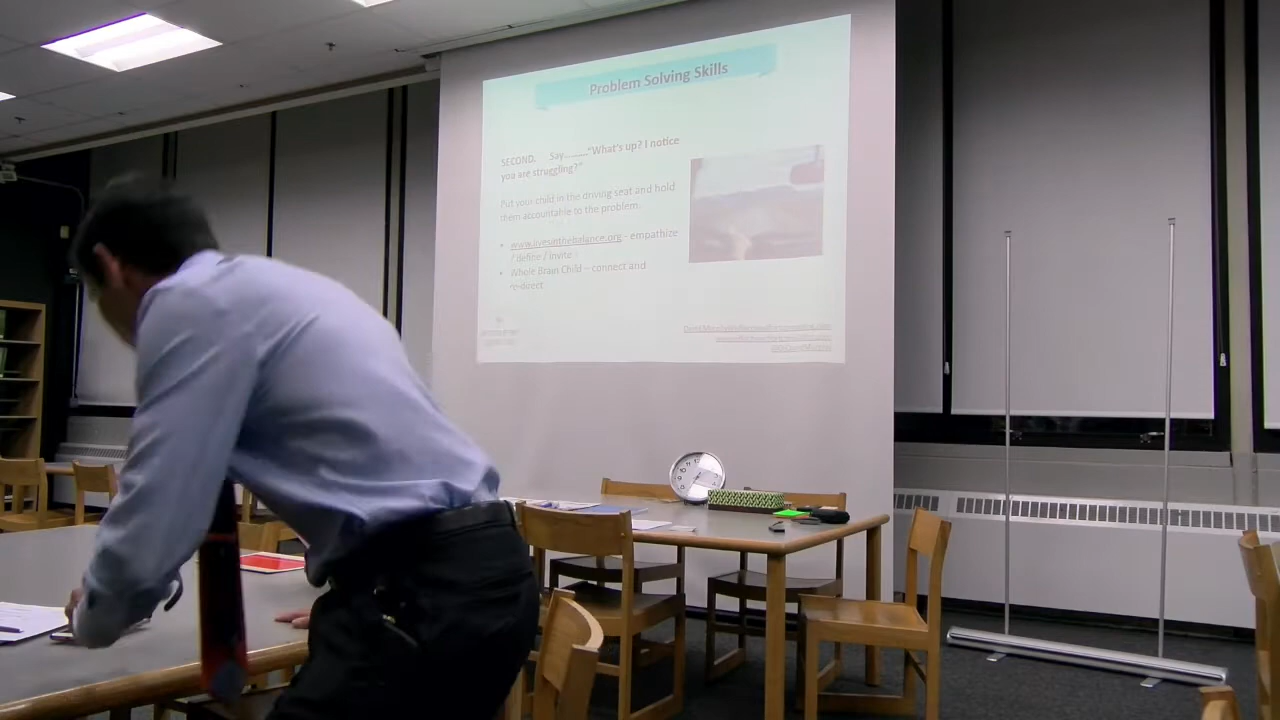 Problem Solving Skills
SECOND. Say........"What's up? I notice
you are struggling?"
Put your child in the driving seat and hold
them accountable to the problem.
• www.livesinthebalance.org - empathize
/ define / invite
• Whole Brain Child – connect and
redirect